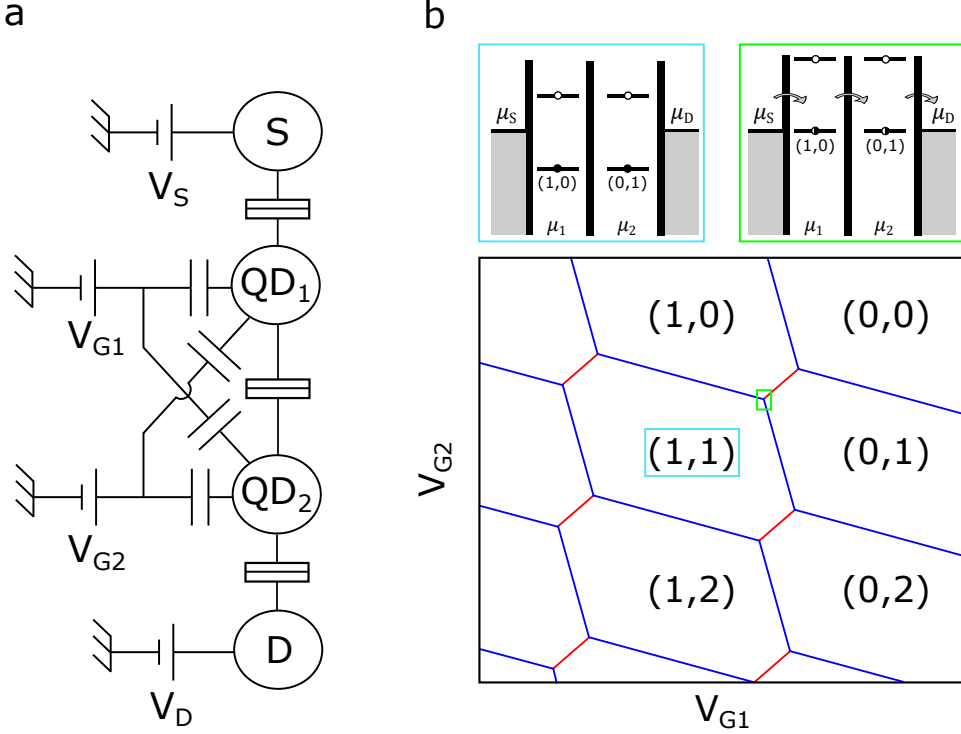 a
S
V_S
QD_1
V_G1
QD_2
V_G2
D
V_D
b
μ_S
μ_D
(1,0)
(0,1)
μ_1
μ_2
μ_S
μ_D
(1,0)
(0,1)
μ_1
μ_2
(1,0)
(0,0)
(1,1)
(0,1)
(1,2)
(0,2)
V_G2
V_G1